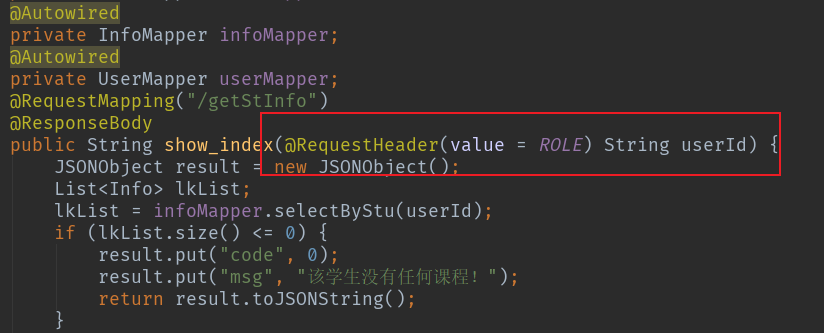 @Autowired
private InfoMapper infoMapper;
@Autowired
private UserMapper userMapper;
@RequestMapping("/getStInfo")
@ResponseBody
public String show_index(@RequestHeader(value = ROLE) String userId) {
JSONObject result = new JSONObject();
List<Info> lkList;
lkList = infoMapper.selectByStu(userId);
if (lkList.size() <= 0) {
result.put("code", 0);
result.put("msg", "该学生没有任何课程！");
return result.toJSONString();
}